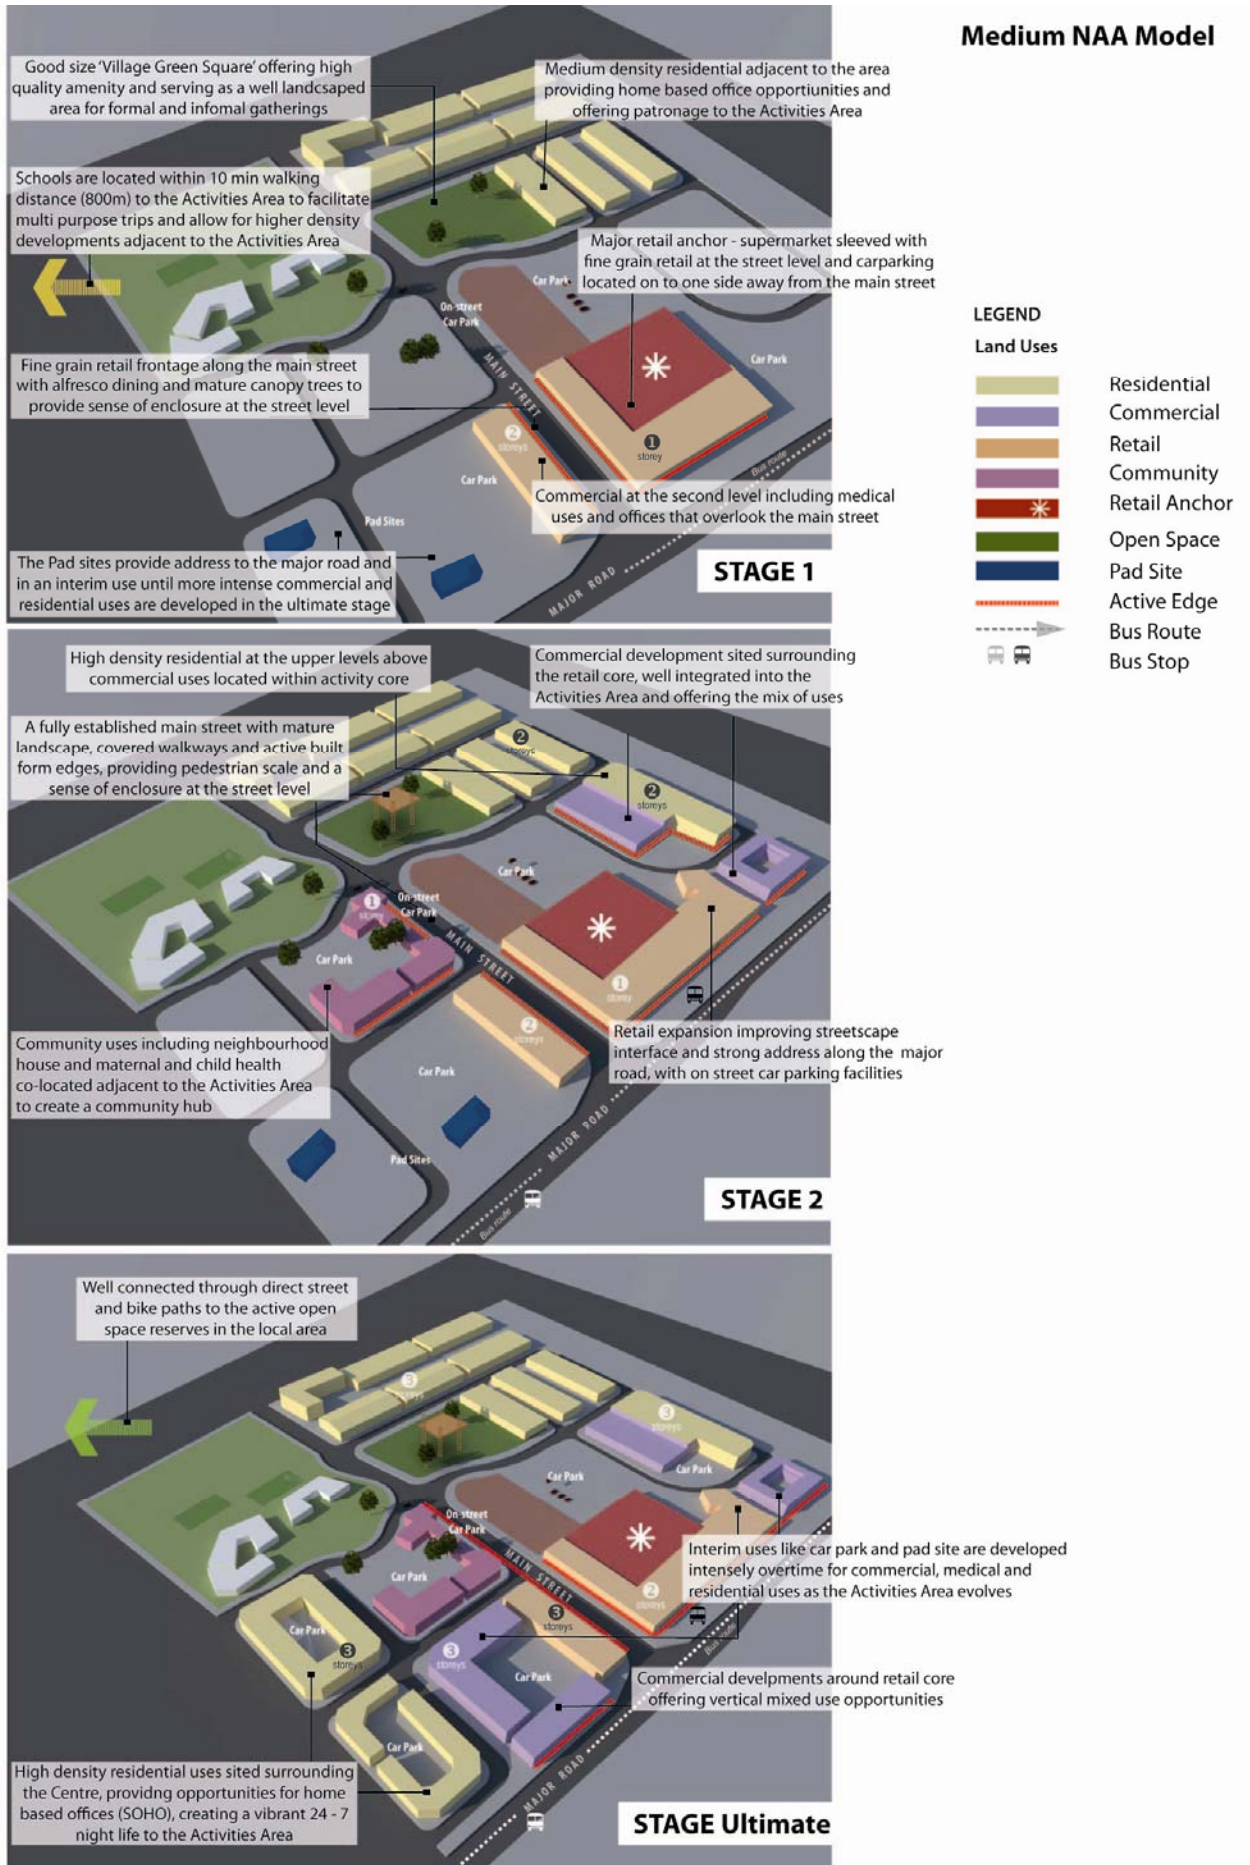 Medium NAA Model
Good size 'Village Green Square' offering high
quality amenity and serving as a well landcsaped
area for formal and infomal gatherings
Medium density residential adjacent to the area
providing home based office opportiunities and
offering patronage to the Activities Area
Schools are located within 10 min walking
distance (800m) to the Activities Area to facilitate
multi purpose trips and allow for higher density
developments adjacent to the Activities Area
Major retail anchor - supermarket sleeved with
fine grain retail at the street level and carparking
located on to one side away from the main street
Car Park
On-street
Car Park
Car Park
MAIN STREET
Fine grain retail frontage along the main street
with alfresco dining and mature canopy trees to
provide sense of enclosure at the street level
2
storeys
1
storey
Bus route
Car Park
Commercial at the second level including medical
uses and offices that overlook the main street
Pad Sites
The Pad sites provide address to the major road and
in an interim use until more intense commercial and
residential uses are developed in the ultimate stage
MAJOR ROAD
STAGE 1
LEGEND
Land Uses
Residential
Commercial
Retail
Community
Retail Anchor
Open Space
Pad Site
Active Edge
Bus Route
Bus Stop
High density residential at the upper levels above
commercial uses located within activity core
Commercial development sited surrounding
the retail core, well integrated into the
Activities Area and offering the mix of uses
A fully established main street with mature
landscape, covered walkways and active built
form edges, providing pedestrian scale and a
sense of enclosure at the street level
2
storeys
2
storeys
Car Park
1
storey
On-street
Car Park
MAIN STREET
Car Park
1
storey
2
storeys
Retail expansion improving streetscape
interface and strong address along the major
road, with on street car parking facilities
Community uses including neighbourhood
house and maternal and child health
co-located adjacent to the Activities Area
to create a community hub
Car Park
MAJOR ROAD
Pad Sites
Bus route
STAGE 2
Well connected through direct street
and bike paths to the active open
space reserves in the local area
3
storeys
3
storeys
Car Park
Car Park
On-street
Car Park
MAIN STREET
Car Park
Interim uses like car park and pad site are developed
intensely overtime for commercial, medical and
residential uses as the Activities Area evolves
2
storeys
3
storeys
Bus route
Car Park
3
storeys
3
storeys
Car Park
Commercial develpments around retail core
offering vertical mixed use opportunities
Car Park
MAJOR ROAD
High density residential uses sited surrounding
the Centre, providng opportunities for home
based offices (SOHO), creating a vibrant 24 - 7
night life to the Activities Area
STAGE Ultimate